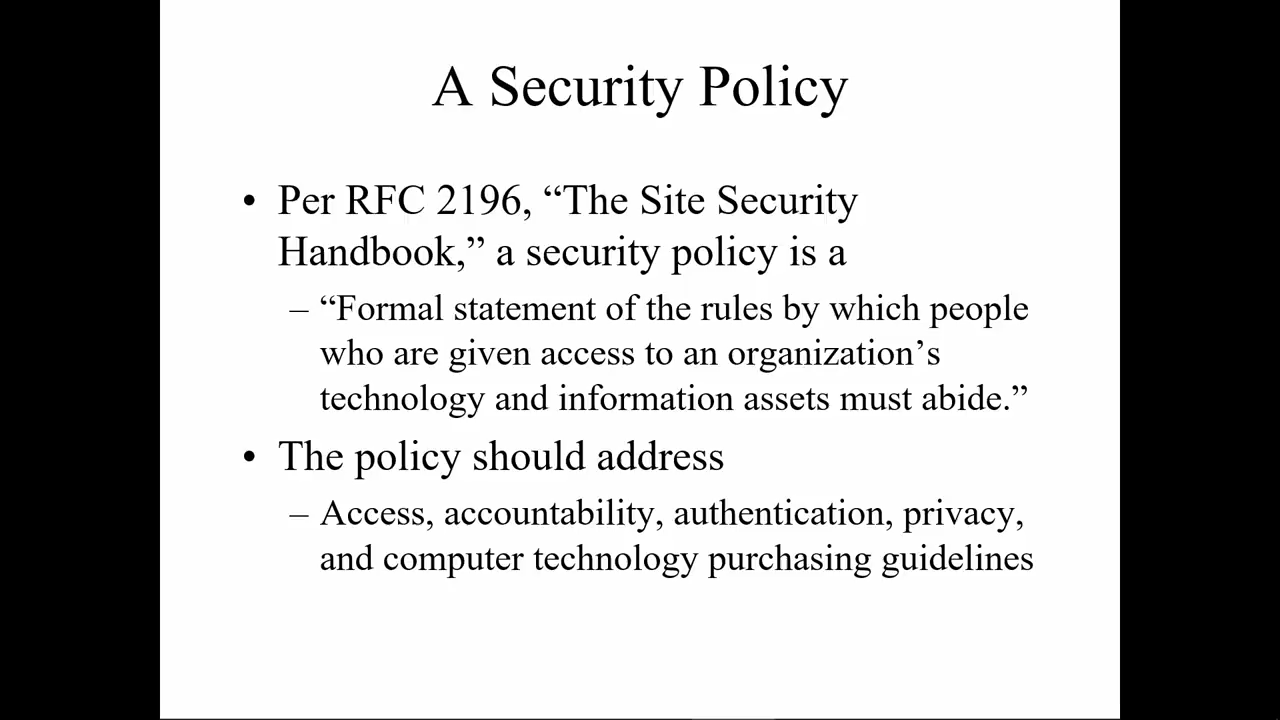 A Security Policy
• Per RFC 2196, “The Site Security
Handbook,” a security policy is a
– “Formal statement of the rules by which people
who are given access to an organization’s
technology and information assets must abide.”
• The policy should address
– Access, accountability, authentication, privacy,
and computer technology purchasing guidelines